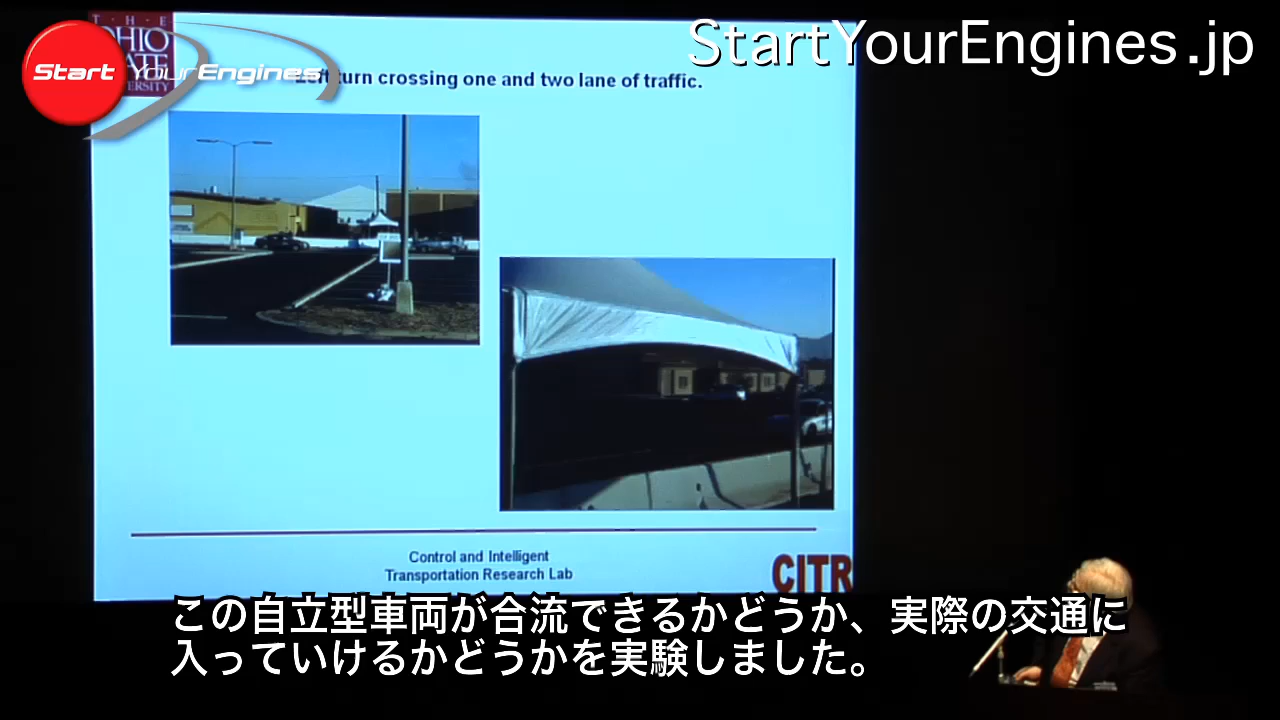 StartYourEngines.jp
THE
OHIO
STATE
UNIVERSITY
Start YourEngines
Left turn crossing one and two lane of traffic.
Control and Intelligent
Transportation Research Lab
CITR
この自立型車両が合流できるかどうか、実際の交通に
入っていけるかどうかを実験しました。